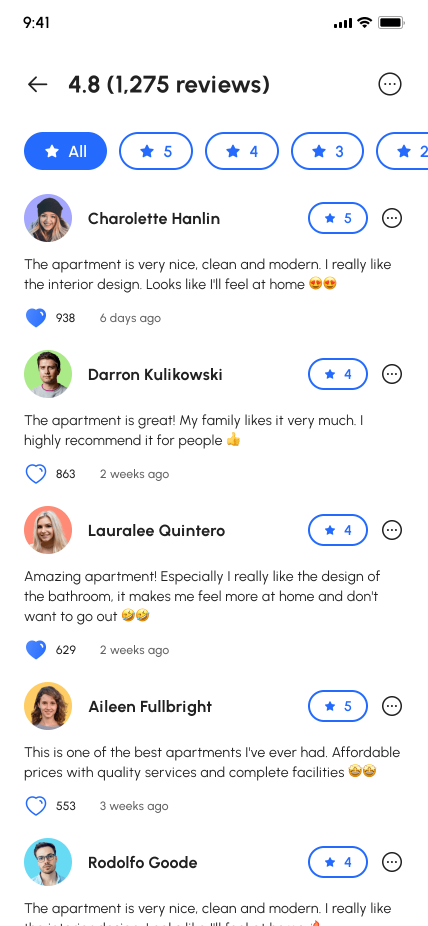 9:41
4.8 (1,275 reviews)
All 5 4 3 2
Charolette Hanlin 5
The apartment is very nice, clean and modern. I really like
the interior design. Looks like I'll feel at home 😍😍
938 6 days ago
Darron Kulikowski 4
The apartment is great! My family likes it very much. I
highly recommend it for people 👍
863 2 weeks ago
Lauralee Quintero 4
Amazing apartment! Especially I really like the design of
the bathroom, it makes me feel more at home and don't
want to go out 🤣🤣
629 2 weeks ago
Aileen Fullbright 5
This is one of the best apartments I've ever had. Affordable
prices with quality services and complete facilities 🤩🤩
553 3 weeks ago
Rodolfo Goode 4
The apartment is very nice, clean and modern. I really like